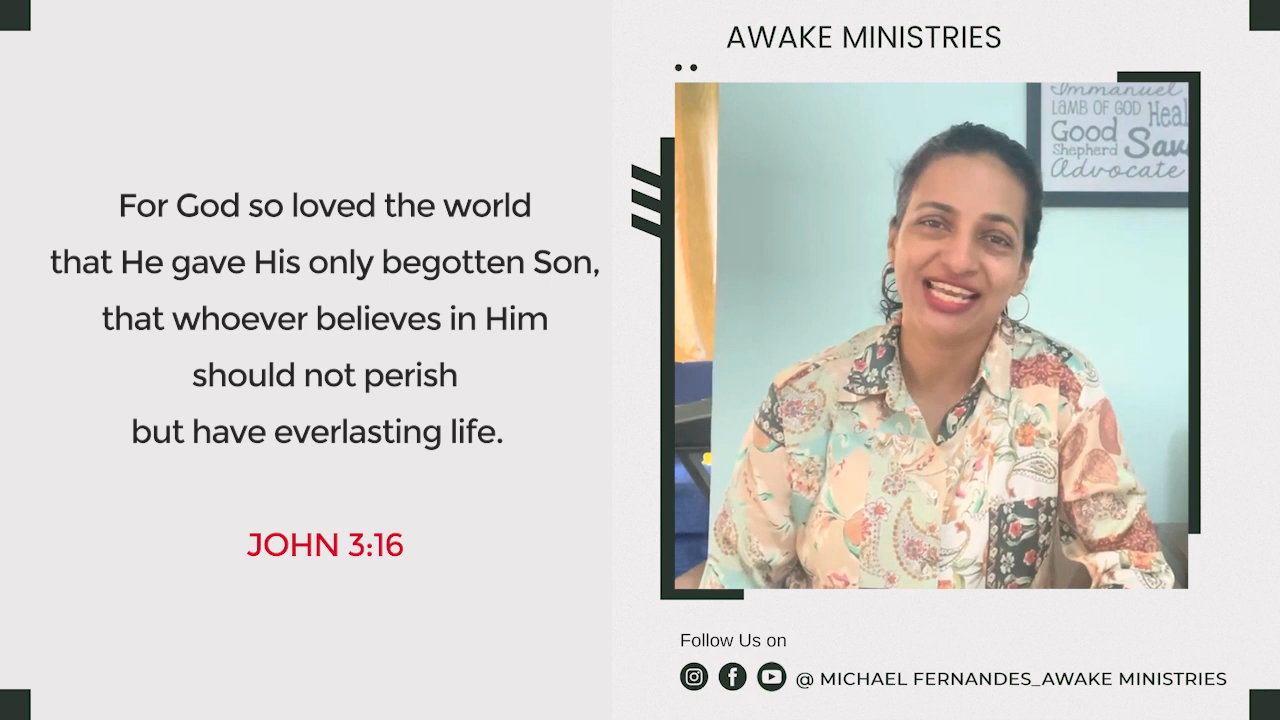 For God so loved the world
that He gave His only begotten Son,
that whoever believes in Him
should not perish
but have everlasting life.
JOHN 3:16
AWAKE MINISTRIES
Immanuel
LAMB OF GOD Heal
Good
Shepherd Sav
Advocate
Follow Us on
@ MICHAEL FERNANDES_AWAKE MINISTRIES